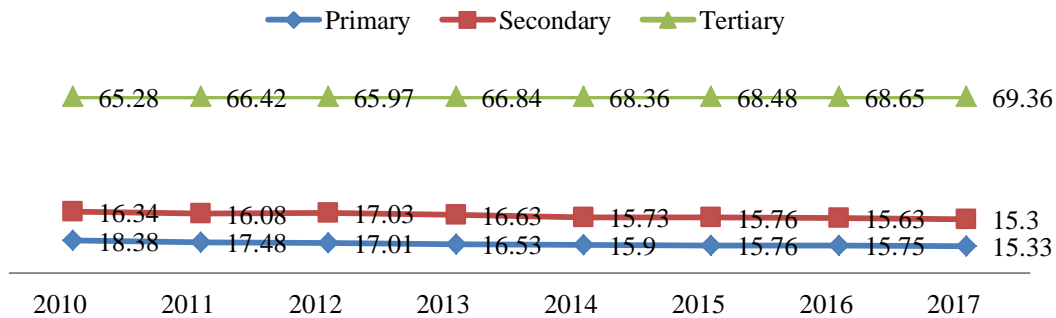 Primary Secondary Tertiary
65.28 66.42 65.97 66.84 68.36 68.48 68.65 69.36
16.34 16.08 17.03 16.63 15.73 15.76 15.63 15.3
18.38 17.48 17.01 16.53 15.9 15.76 15.75 15.33
2010 2011 2012 2013 2014 2015 2016 2017